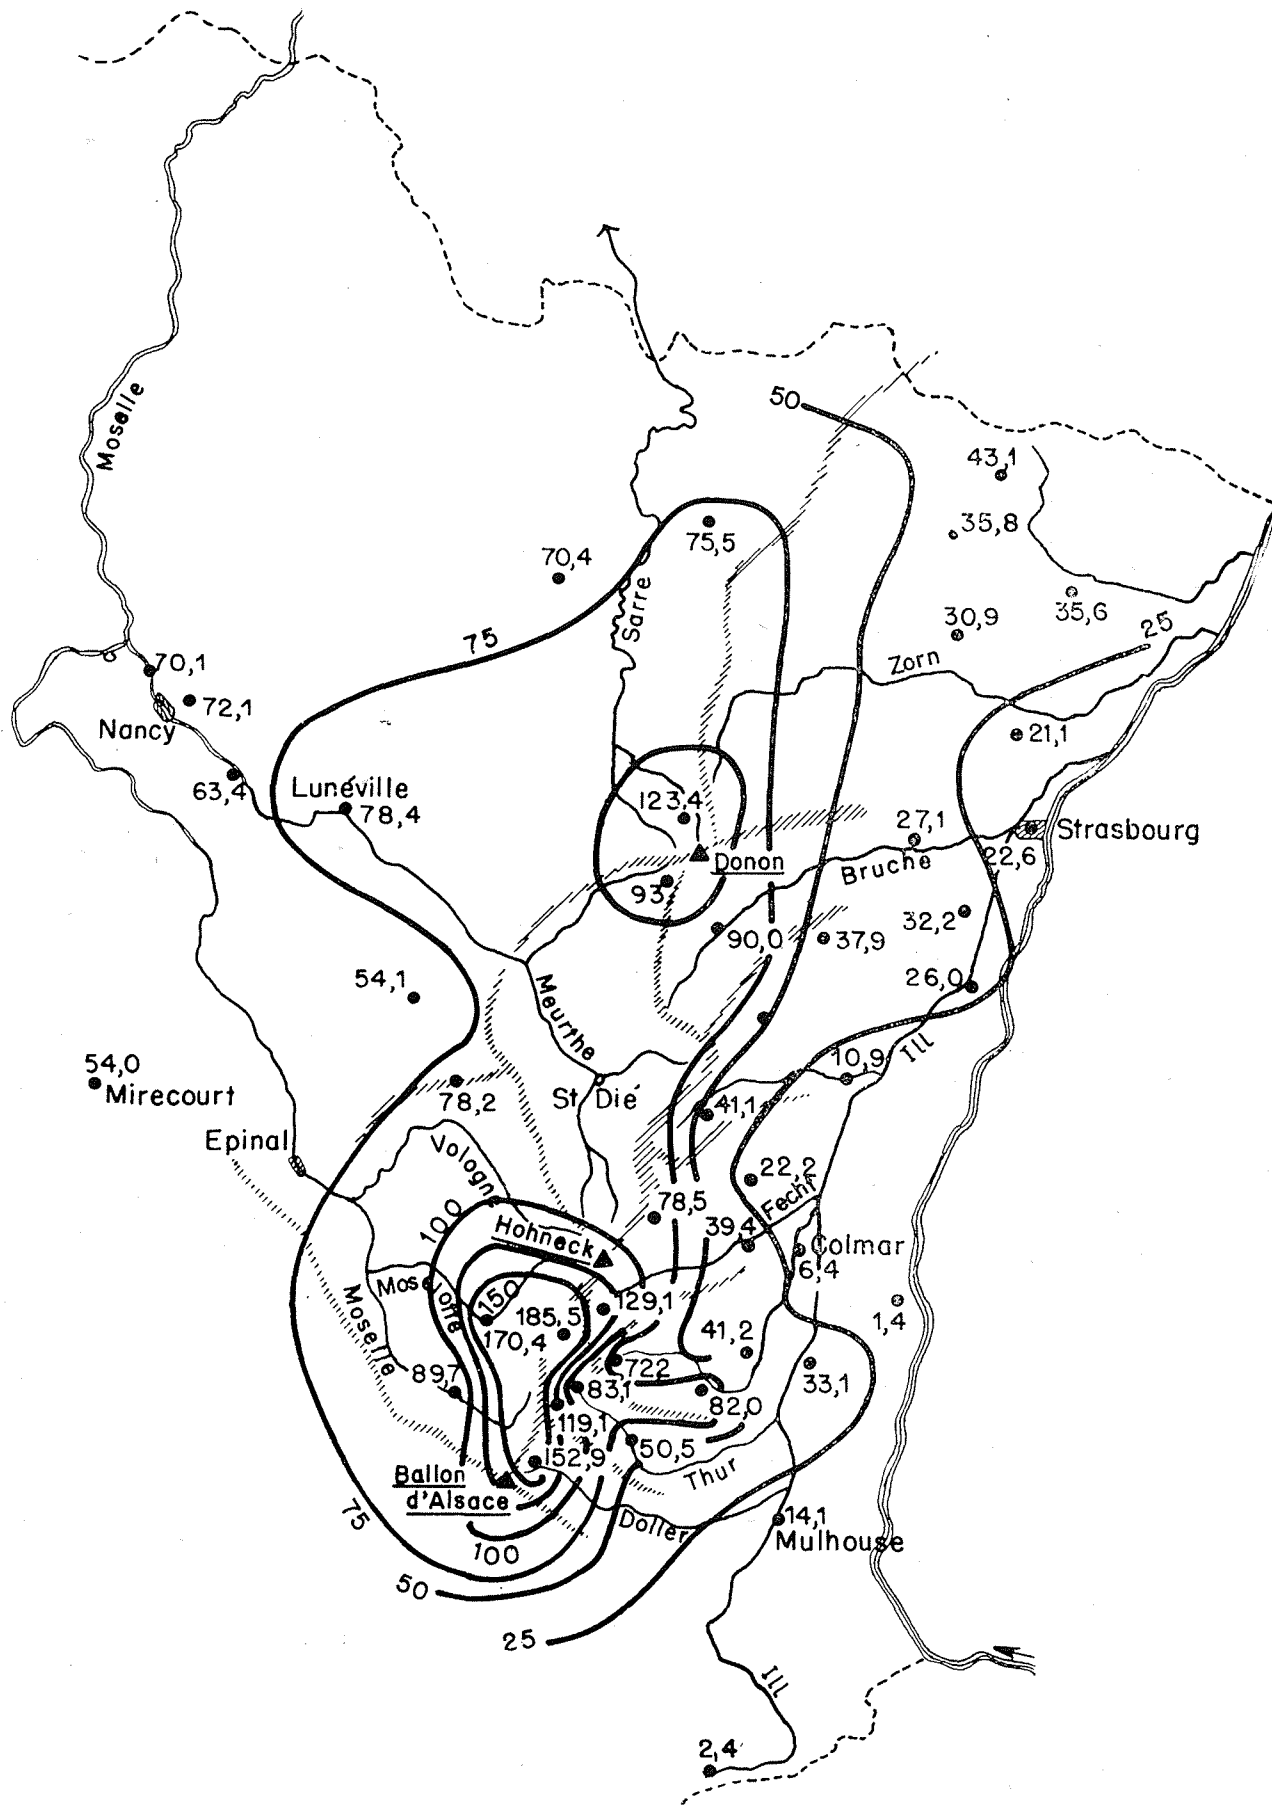 50
Moselle
43,1
35,8
75,5
70,4
35,6
Sarre
30,9
25
75
Zorn
70,1
72,1
Nancy
21,1
63,4
Lunéville
78,4
123,4
27,1
Strasbourg
22,6
Donon
Bruche
93,
32,2
90,0
37,9
54,1
26,0
Meurthe
10,9
Ill
54,0
Mirecourt
78,2
St Dié
41,1
Epinal
Vologn
22,2
Fecht
78,5
100
Hohneck
39,4
Colmar
6,4
Moselotte
150
Moselle
129,1
1,4
185,5
170,4
41,2
722
33,1
89,7
83,1
82,0
119,1
50,5
152,9
Thur
Ballon
d'Alsace
75
Doller
14,1
Mulhouse
100
50
25
Ill
2,4